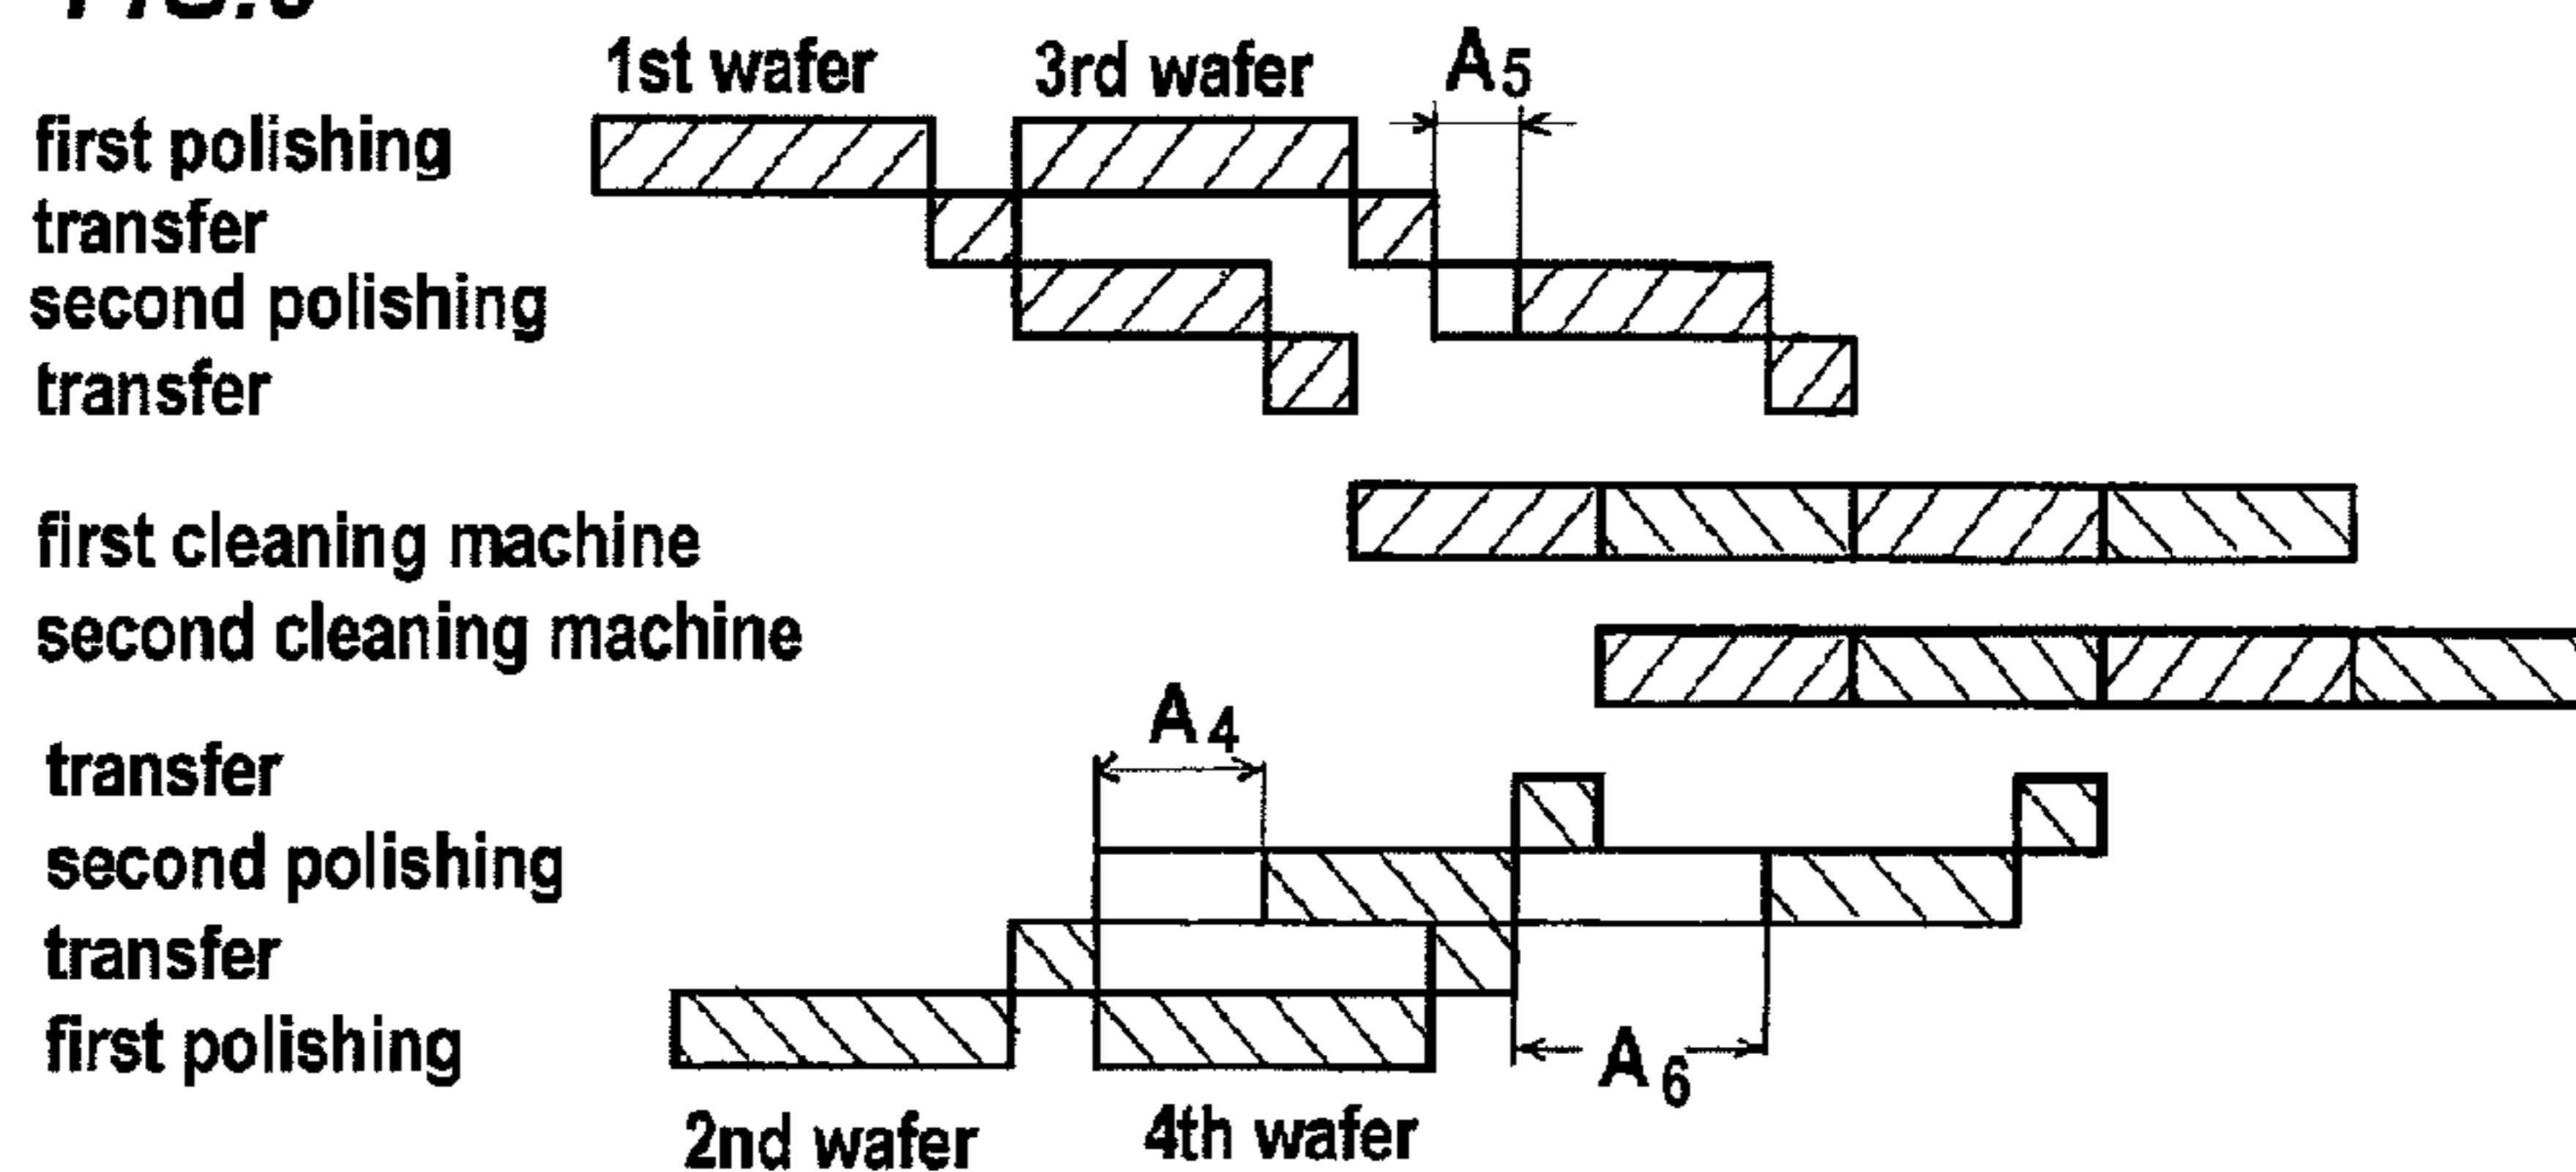 1st wafer 3rd wafer A5
first polishing
transfer
second polishing
transfer
first cleaning machine
second cleaning machine
A4
transfer
second polishing
transfer
first polishing
A6
2nd wafer 4th wafer